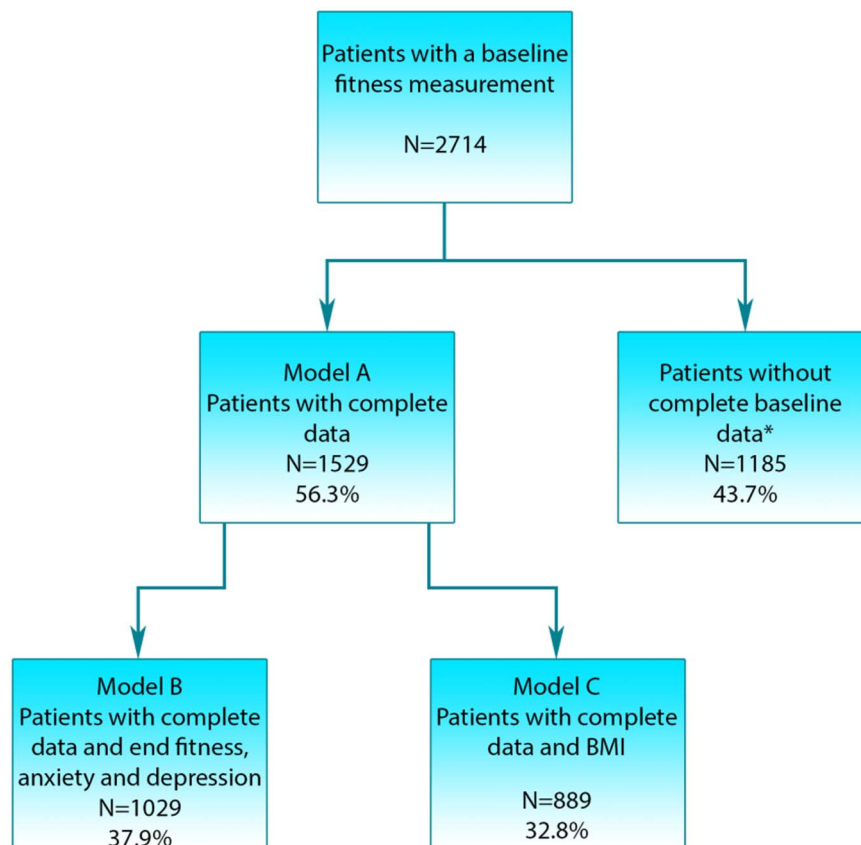 Patients with a baseline
fitness measurement
N=2714
Model A
Patients with complete
data
N=1529
56.3%
Patients without
complete baseline
data*
N=1185
43.7%
Model B
Patients with complete
data and end fitness,
anxiety and depression
N=1029
37.9%
Model C
Patients with complete
data and BMI
N=889
32.8%